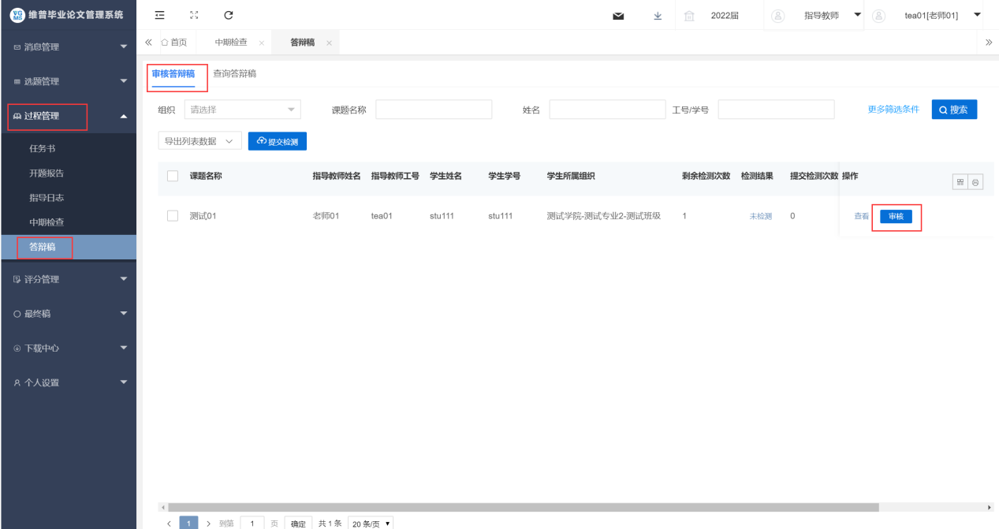 维普毕业论文管理系统
2022届
指导教师
tea01[老师01]
消息管理
选题管理
过程管理
任务书
开题报告
指导日志
中期检查
答辩稿
评分管理
最终稿
下载中心
个人设置
首页
中期检查
答辩稿
审核答辩稿
查询答辩稿
组织
请选择
课题名称
姓名
工号/学号
更多筛选条件
搜索
导出列表数据
提交检测
课题名称 指导教师姓名 指导教师工号 学生姓名 学生学号 学生所属组织 剩余检测次数 检测结果 提交检测次数 操作
测试01 老师01 tea01 stu111 stu111 测试学院-测试专业2-测试班级 1 未检测 0 查看 审核
1 到第 1 页 确定 共1条 20条/页